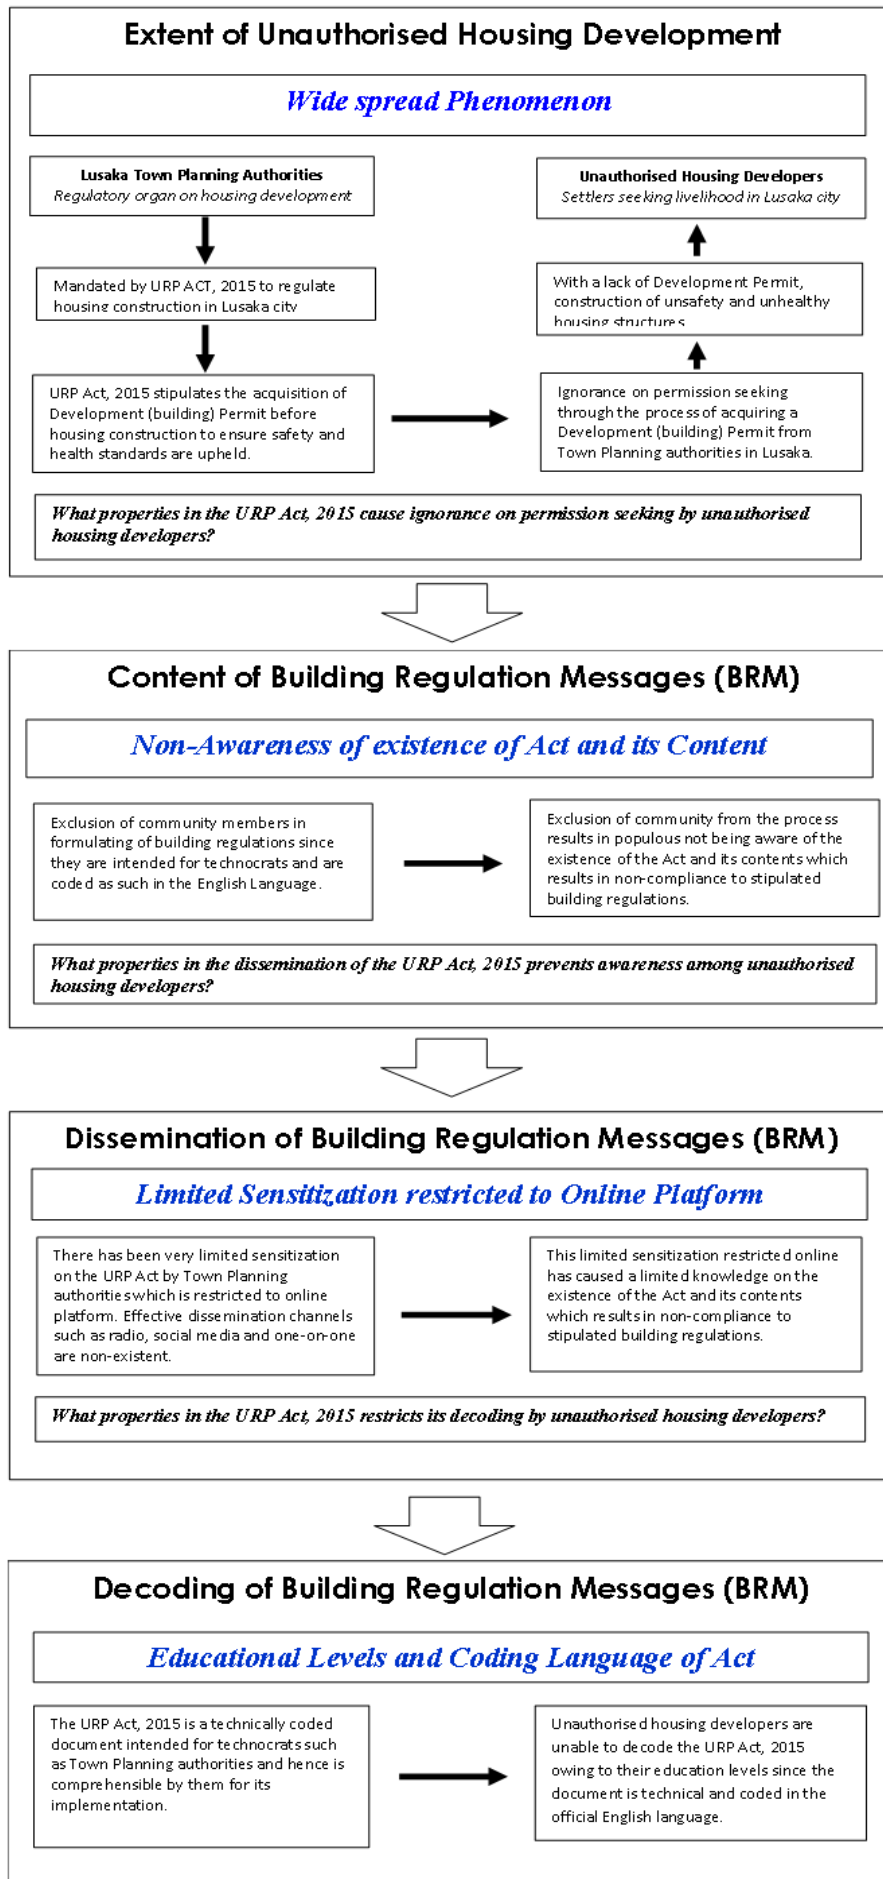 Extent of Unauthorised Housing Development
Wide spread Phenomenon
Lusaka Town Planning Authorities
Regulatory organ on housing development
Mandated by URP ACT, 2015 to regulate
housing construction in Lusaka city
URP Act, 2015 stipulates the acquisition of
Development (building) Permit before
housing construction to ensure safety and
health standards are upheld.
Unauthorised Housing Developers
Settlers seeking livelihood in Lusaka city
With a lack of Development Permit,
construction of unsafety and unhealthy
housing structures
Ignorance on permission seeking
through the process of acquiring a
Development (building) Permit from
Town Planning authorities in Lusaka.
What properties in the URP Act, 2015 cause ignorance on permission seeking by unauthorised
housing developers?
Content of Building Regulation Messages (BRM)
Non-Awareness of existence of Act and its Content
Exclusion of community members in
formulating of building regulations since
they are intended for technocrats and are
coded as such in the English Language.
Exclusion of community from the process
results in populous not being aware of the
existence of the Act and its contents which
results in non-compliance to stipulated
building regulations.
What properties in the dissemination of the URP Act, 2015 prevents awareness among unauthorised
housing developers?
Dissemination of Building Regulation Messages (BRM)
Limited Sensitization restricted to Online Platform
There has been very limited sensitization
on the URP Act by Town Planning
authorities which is restricted to online
platform. Effective dissemination channels
such as radio, social media and one-on-one
are non-existent.
This limited sensitization restricted online
has caused a limited knowledge on the
existence of the Act and its contents
which results in non-compliance to
stipulated building regulations.
What properties in the URP Act, 2015 restricts its decoding by unauthorised housing developers?
Decoding of Building Regulation Messages (BRM)
Educational Levels and Coding Language of Act
The URP Act, 2015 is a technically coded
document intended for technocrats such
as Town Planning authorities and hence is
comprehensible by them for its
implementation.
Unauthorised housing developers are
unable to decode the URP Act, 2015
owing to their education levels since the
document is technical and coded in the
official English language.